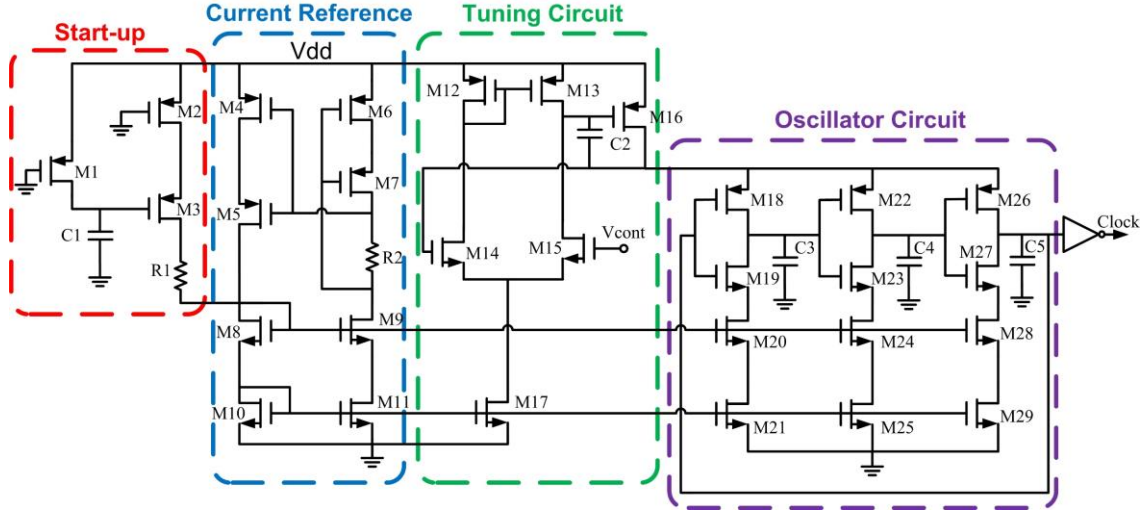 Current Reference
Tuning Circuit
Start-up
Vdd
M2
M4
M6
M12
M13
M16
Oscillator Circuit
C2
M1
M7
M18
M22
M26
M3
M5
Clock
C1
Vcont
M14
M15
C3
C4
C5
R1
R2
M27
M19
M23
M8
M9
M20
M24
M28
M10
M11
M17
M21
M25
M29